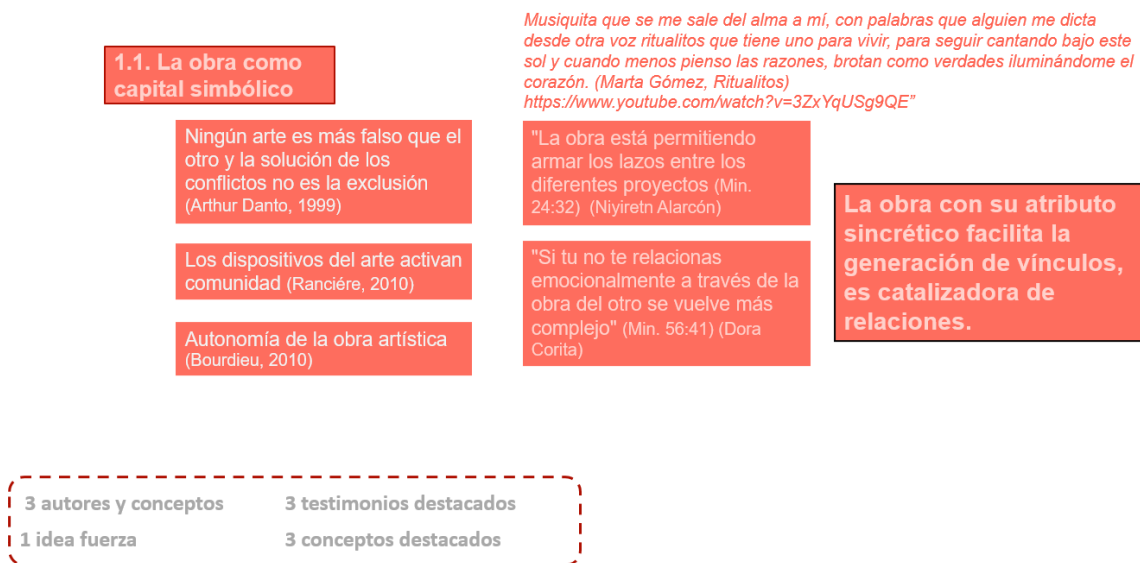 Musiquita que se me sale del alma a mí, con palabras que alguien me dicta
desde otra voz ritualitos que tiene uno para vivir, para seguir cantando bajo este
sol y cuando menos pienso las razones, brotan como verdades iluminándome el
corazón. (Marta Gómez, Ritualitos)
https://www.youtube.com/watch?v=3ZxYqUSg9QE”
1.1. La obra como
capital simbólico
Ningún arte es más falso que el
otro y la solución de los
conflictos no es la exclusión
(Arthur Danto, 1999)
Los dispositivos del arte activan
comunidad (Ranciére, 2010)
Autonomía de la obra artística
(Bourdieu, 2010)
"La obra está permitiendo
armar los lazos entre los
diferentes proyectos (Min.
24:32) (Niyiretn Alarcón)
"Si tu no te relacionas
emocionalmente a través de la
obra del otro se vuelve más
complejo" (Min. 56:41) (Dora
Corita)
La obra con su atributo
sincrético facilita la
generación de vínculos,
es catalizadora de
relaciones.
3 autores y conceptos
3 testimonios destacados
1 idea fuerza
3 conceptos destacados